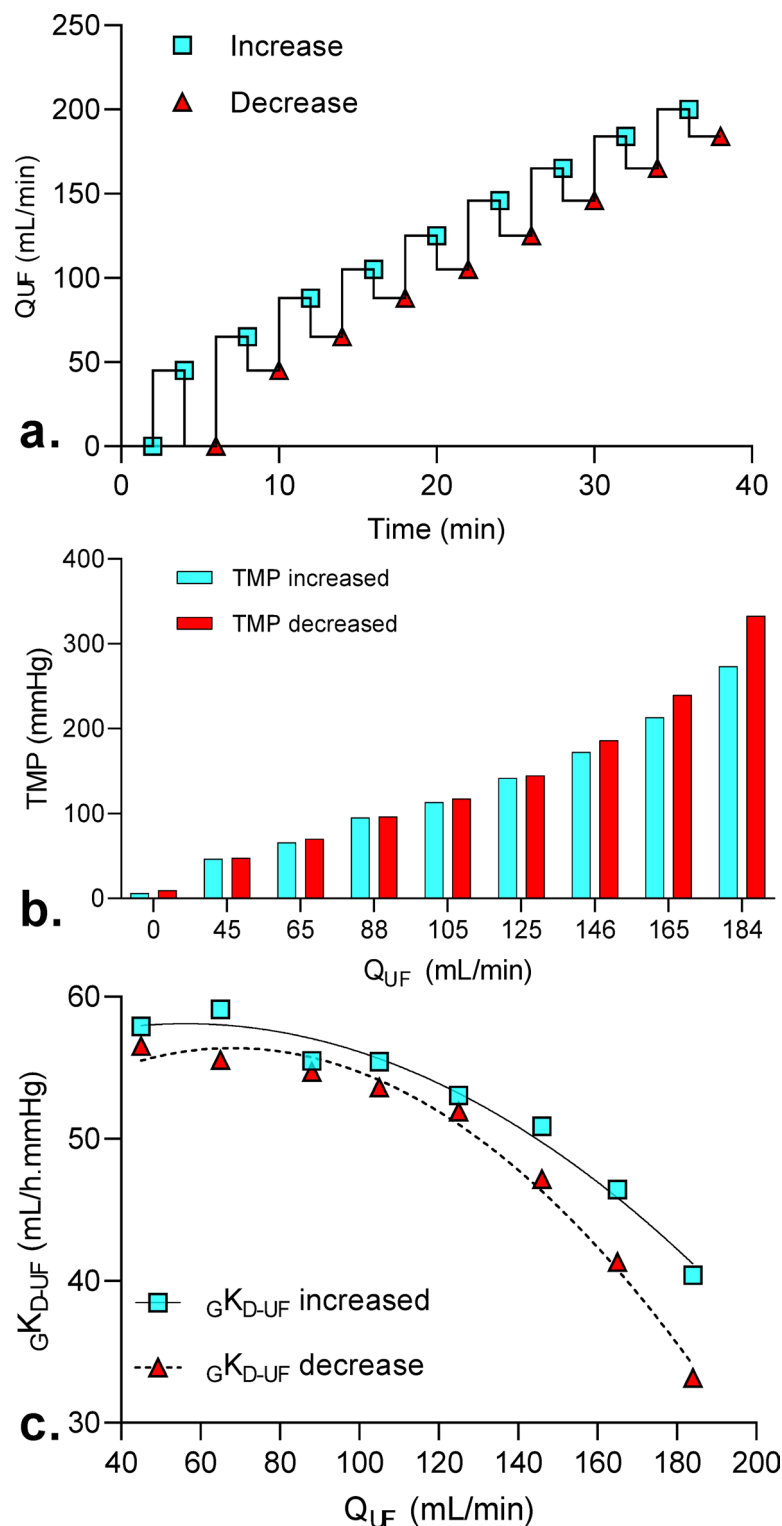 250
Increase
Decrease
200
150
100
50
0
QUF (mL/min)
a.
0 10 20 30 40
Time (min)
400
TMP increased
TMP decreased
300
200
100
0
TMP (mmHg)
b.
0 45 65 88 105 125 146 165 184
QUF (mL/min)
60
50
40
30
GKD-UF (mL/h.mmHg)
GKD-UF increased
GKD-UF decrease
c.
40 60 80 100 120 140 160 180 200
QUF (mL/min)